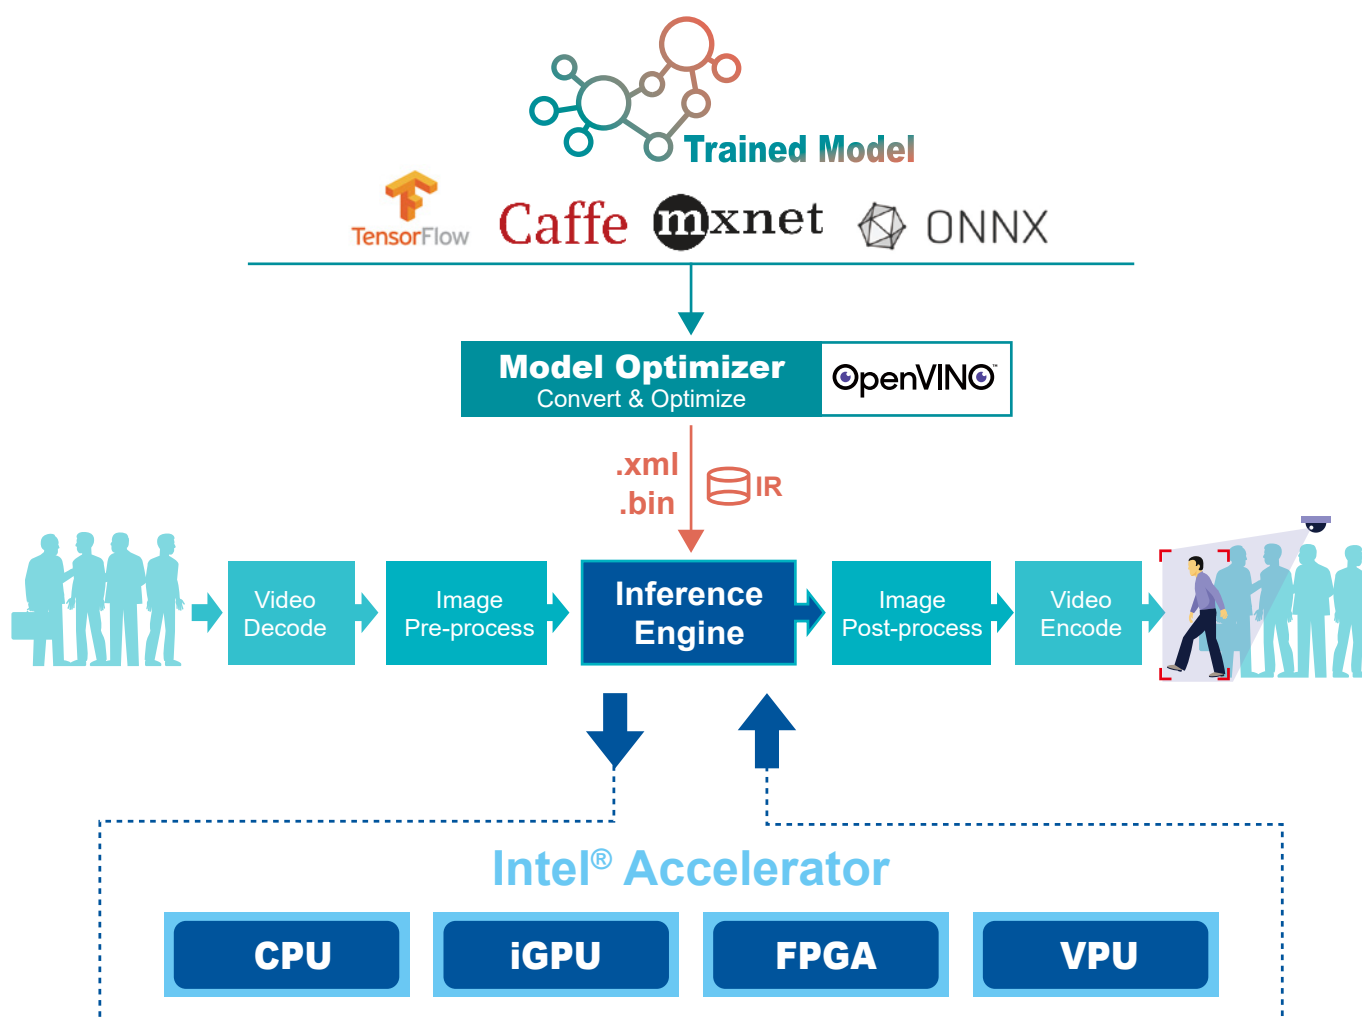 Trained Model
TensorFlow
Caffe
mxnet
ONNX
Model Optimizer
Convert & Optimize
OpenVINO™
.xml
.bin
IR
Video
Decode
Image
Pre-process
Inference
Engine
Image
Post-process
Video
Encode
Intel® Accelerator
CPU
iGPU
FPGA
VPU